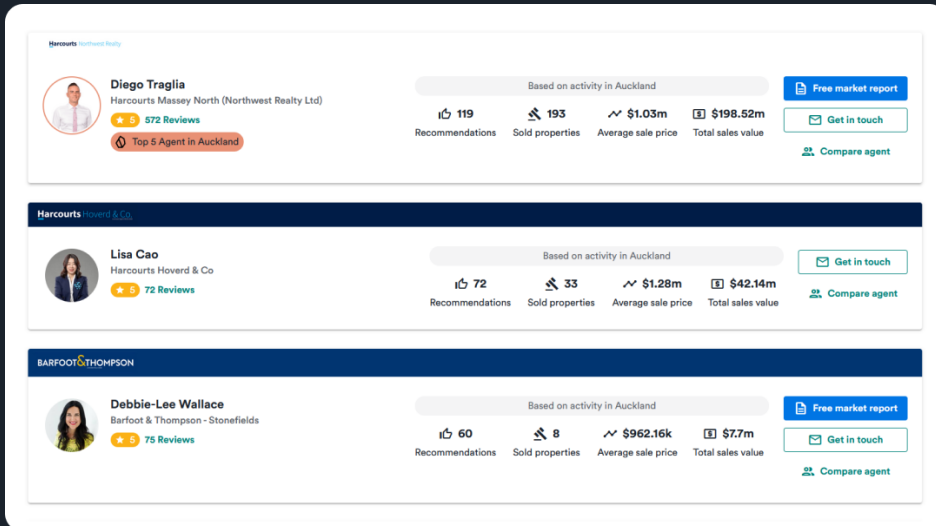 Harcourts Northwest Realty
Diego Traglia
Harcourts Massey North (Northwest Realty Ltd)
★ 5 572 Reviews
Top 5 Agent in Auckland
Based on activity in Auckland
119 193 $1.03m $198.52m
Recommendations Sold properties Average sale price Total sales value
Free market report
Get in touch
Compare agent
Harcourts Hoverd & Co.
Lisa Cao
Harcourts Hoverd & Co
★ 5 72 Reviews
Based on activity in Auckland
72 33 $1.28m $42.14m
Recommendations Sold properties Average sale price Total sales value
Get in touch
Compare agent
BARFOOT&THOMPSON
Debbie-Lee Wallace
Barfoot & Thompson - Stonefields
★ 5 75 Reviews
Based on activity in Auckland
60 8 $962.16k $7.7m
Recommendations Sold properties Average sale price Total sales value
Free market report
Get in touch
Compare agent